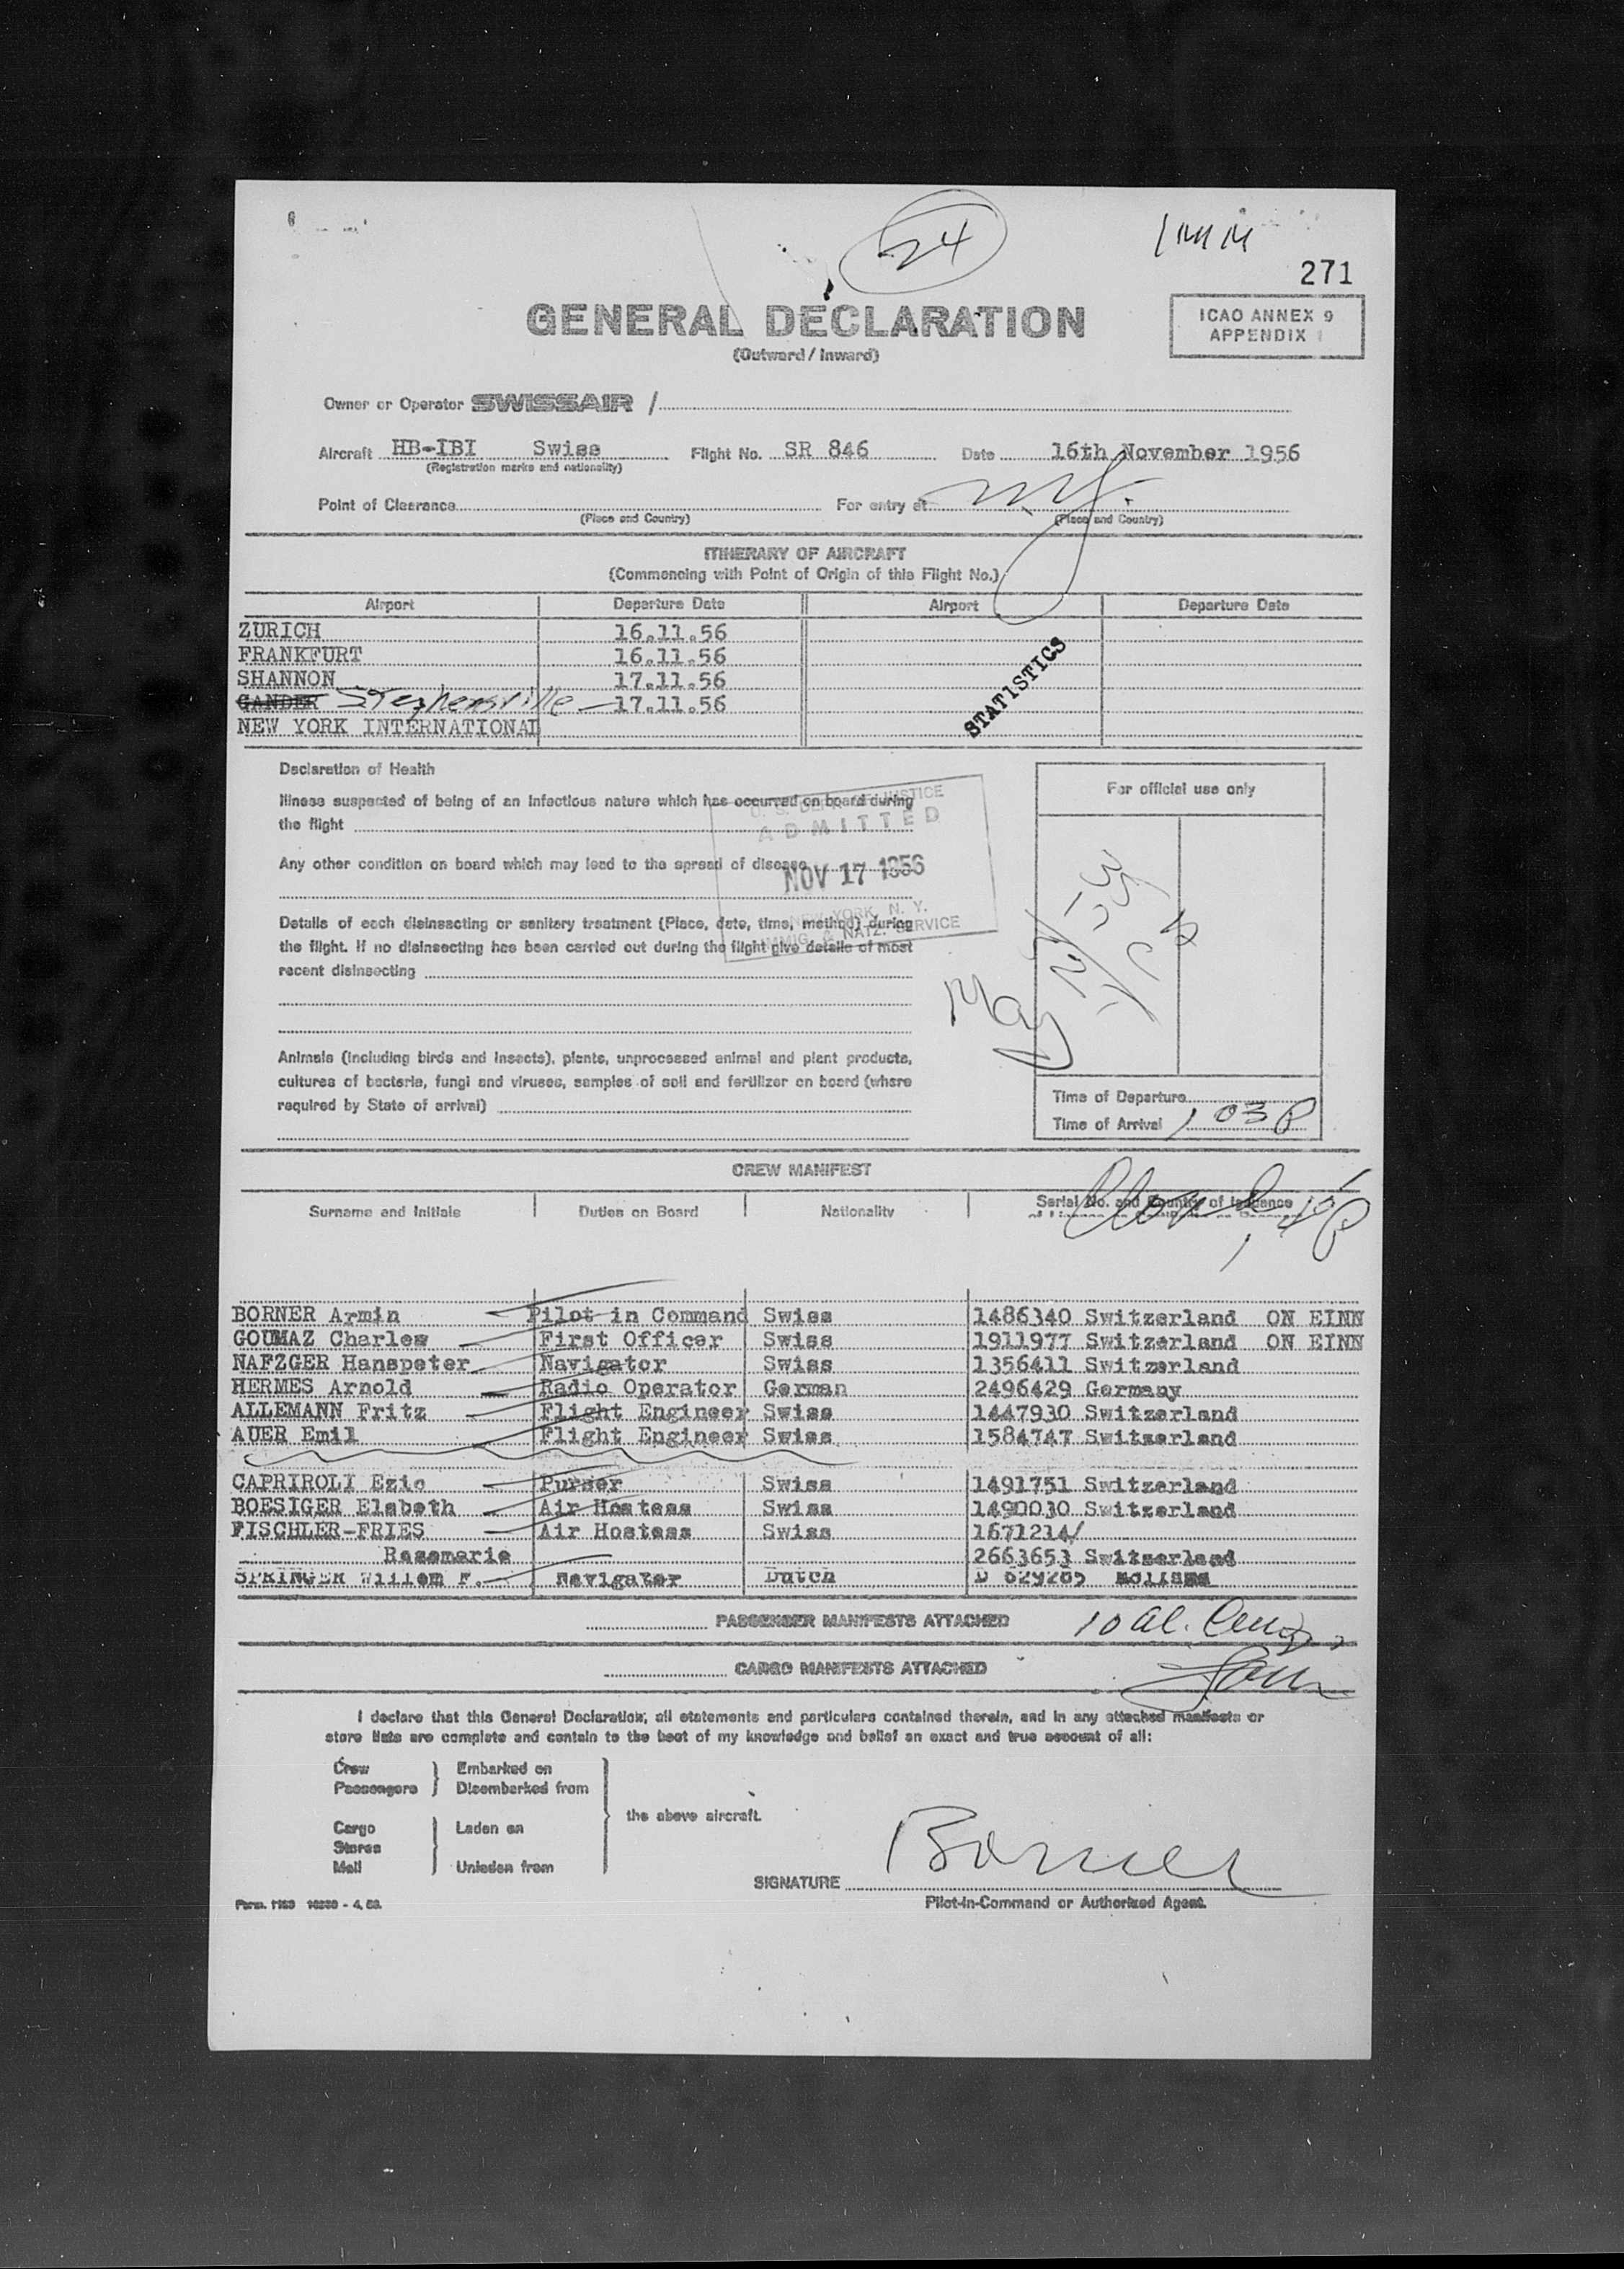 24
271
GENERAL DECLARATION
(Outward / Inward)
ICAO ANNEX 9
APPENDIX 1
Owner or Operator SWISSAIR /
Aircraft HB-IBI Swiss Flight No. SR 846 Date 16th November 1956
(Registration marks and nationality)
Point of Clearance For entry at N.Y.
(Place and Country) (Place and Country)
ITINERARY OF AIRCRAFT
(Commencing with Point of Origin of this Flight No.)
Airport Departure Date Airport Departure Date
ZURICH 16.11.56
FRANKFURT 16.11.56
SHANNON 17.11.56
GANDER Stephenville 17.11.56
NEW YORK INTERNATIONAL
STATISTICS
Declaration of Health
Illness suspected of being of an infectious nature which has occurred on board during
the flight
Any other condition on board which may lead to the spread of disease
Details of each disinsecting or sanitary treatment (Place, date, time, method) during
the flight. If no disinsecting has been carried out during the flight give details of most
recent disinsecting
Animals (including birds and insects), plants, unprocessed animal and plant products,
cultures of bacteria, fungi and viruses, samples of soil and fertilizer on board (where
required by State of arrival)
U. S. DEPT. OF JUSTICE
ADMITTED
NOV 17 1956
NEW YORK, N. Y.
IMMIG. & NATZ. SERVICE
For official use only
Time of Departure
Time of Arrival 1 03 P
CREW MANIFEST
Surname and Initials Duties on Board Nationality Serial No. and Country of Issuance
BORNER Armin Pilot in Command Swiss 1486340 Switzerland ON EINN
GOUMAZ Charles First Officer Swiss 1911977 Switzerland ON EINN
NAFZGER Hanspeter Navigator Swiss 1356411 Switzerland
HERMES Arnold Radio Operator German 2496429 Germany
ALLEMANN Fritz Flight Engineer Swiss 1447930 Switzerland
AUER Emil Flight Engineer Swiss 1584747 Switzerland
CAPRIROLI Ezio Purser Swiss 1491751 Switzerland
BOESIGER Elsbeth Air Hostess Swiss 1490030 Switzerland
FISCHLER-FRIES Air Hostess Swiss 1671214/
Rosemarie 2663653 Switzerland
SPRINGER Willem F. Navigator Dutch D 629265 Holland
PASSENGER MANIFESTS ATTACHED
CARGO MANIFESTS ATTACHED
I declare that this General Declaration, all statements and particulars contained therein, and in any attached manifests or
store lists are complete and contain to the best of my knowledge and belief an exact and true account of all:
Crew Embarked on
Passengers Disembarked from
the above aircraft.
Cargo Laden on
Stores
Mail Unladen from
SIGNATURE Borner
Pilot-in-Command or Authorized Agent.